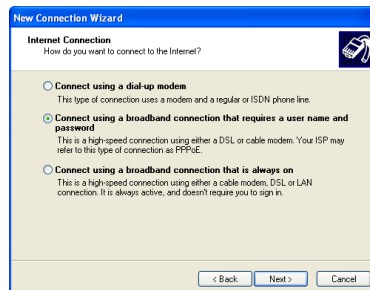 New Connection Wizard
Internet Connection
How do you want to connect to the Internet?
Connect using a dial-up modem
This type of connection uses a modem and a regular or ISDN phone line.
Connect using a broadband connection that requires a user name and
password
This is a high-speed connection using either a DSL or cable modem. Your ISP may
refer to this type of connection as PPPoE.
Connect using a broadband connection that is always on
This is a high-speed connection using either a cable modem, DSL or LAN
connection. It is always active, and doesn't require you to sign in.
< Back
Next >
Cancel